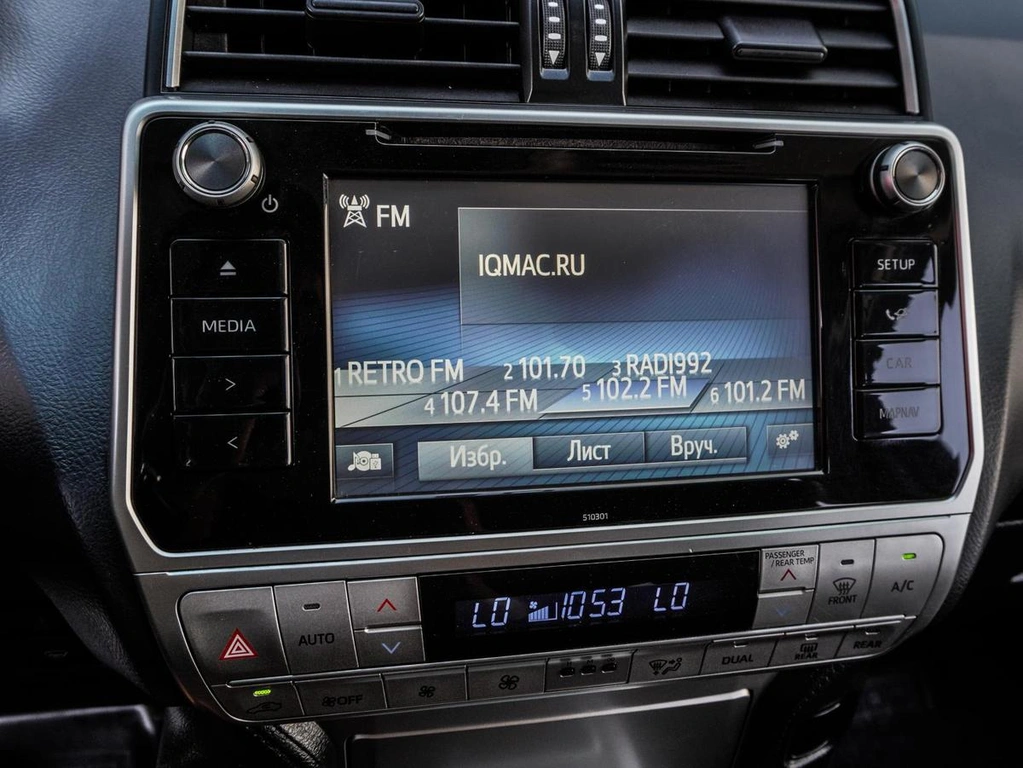 FM
IQMAC.RU
1 RETRO FM 2 101.70 3 RADI992
4 107.4 FM 5 102.2 FM 6 101.2 FM
Избр. Лист Вруч.
MEDIA
>
<
SETUP
CAR
MAPNAV
510301
LO 1053 LO
PASSENGER
/ REAR TEMP
AUTO
FRONT
A/C
OFF
DUAL
REAR
REAR